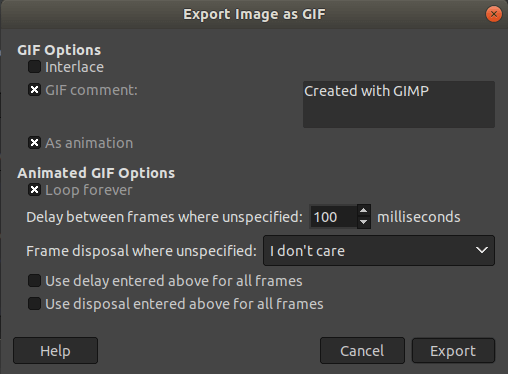 Export Image as GIF
GIF Options
Interlace
GIF comment:
Created with GIMP
As animation
Animated GIF Options
Loop forever
Delay between frames where unspecified: 100 milliseconds
Frame disposal where unspecified: I don't care
Use delay entered above for all frames
Use disposal entered above for all frames
Help Cancel Export